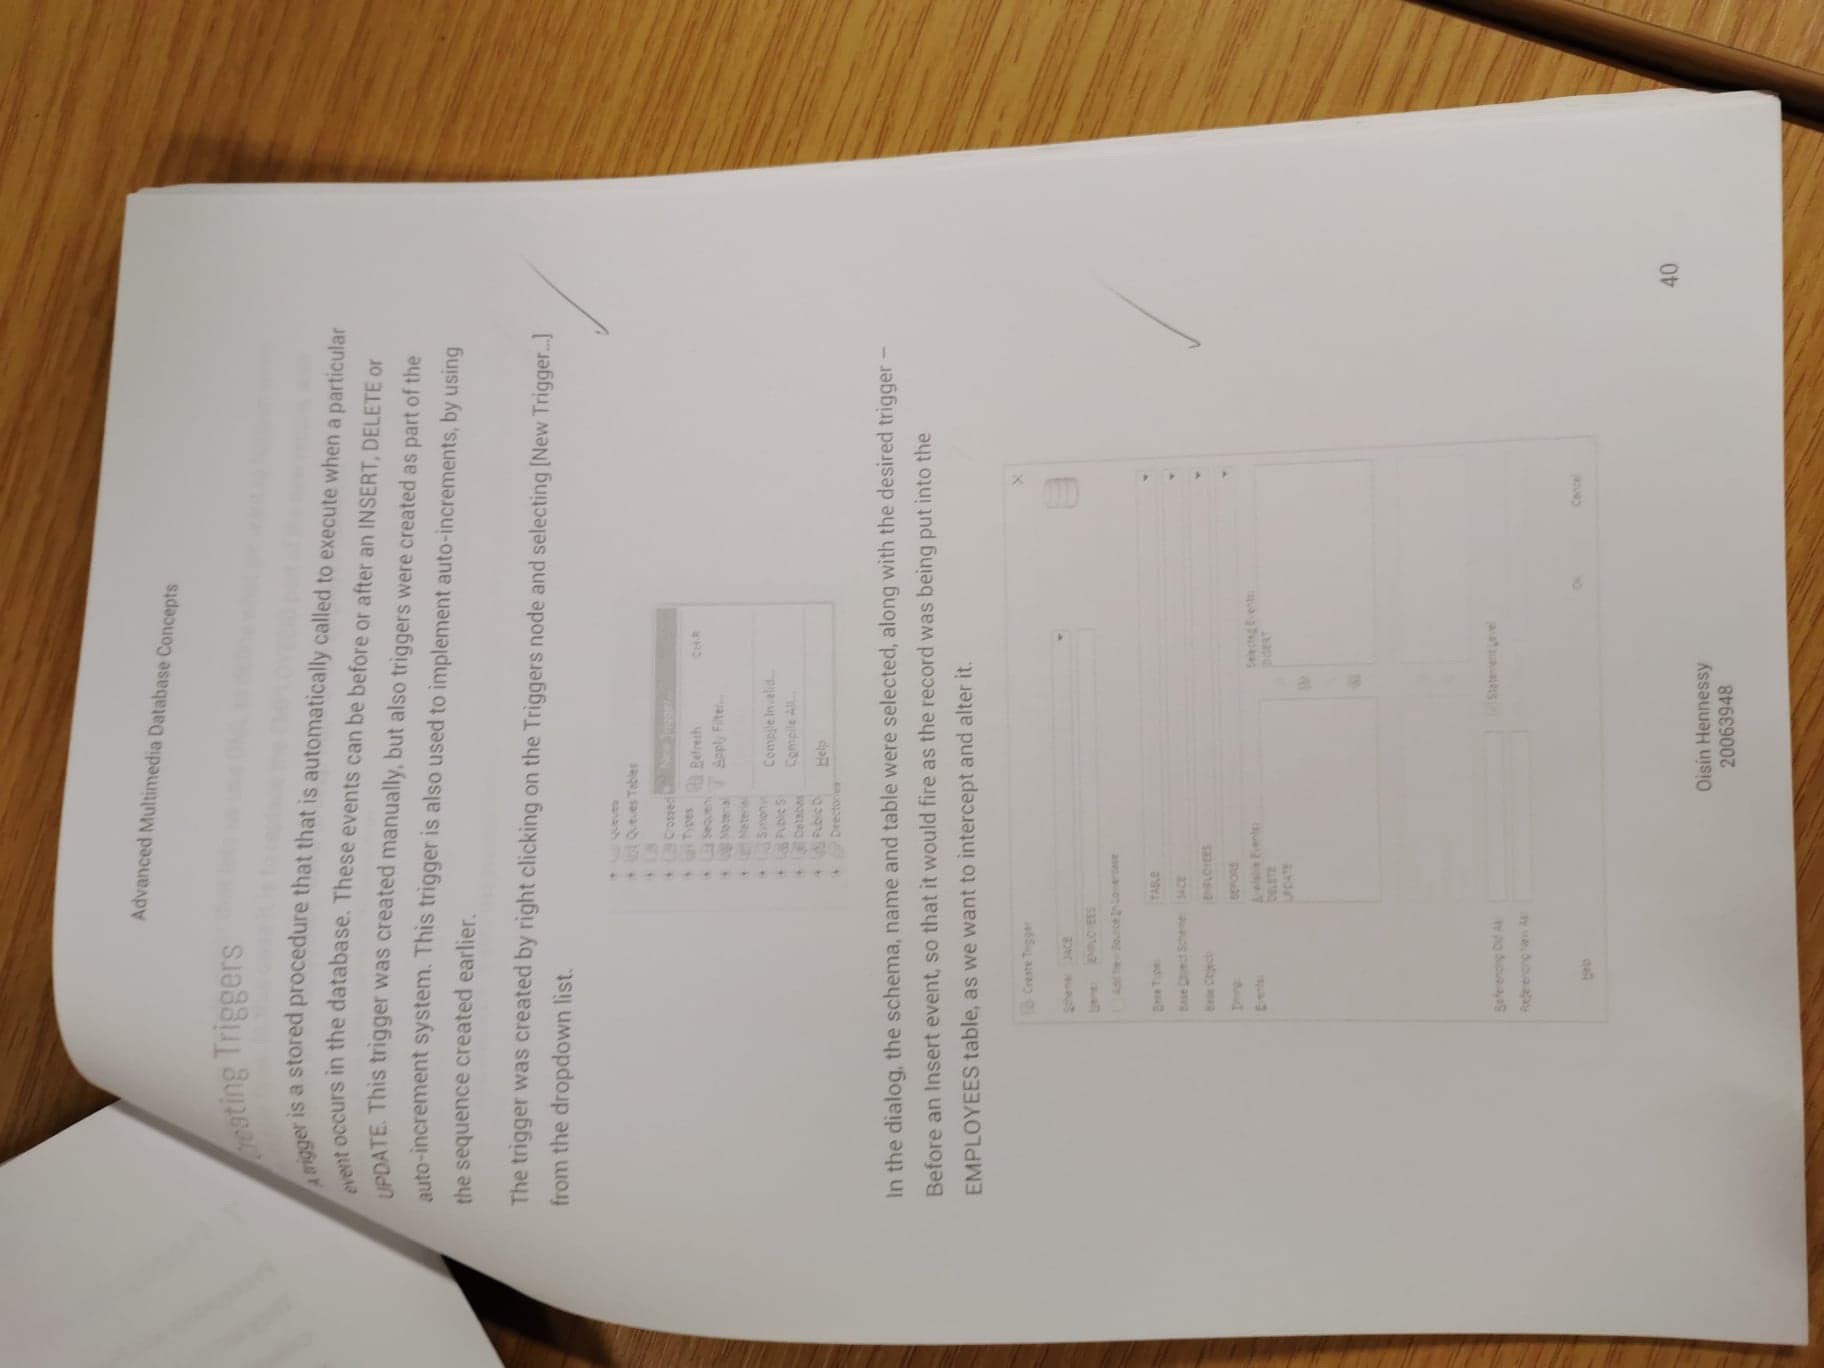 Advanced Multimedia Database Concepts
Creating Triggers
A trigger is a stored procedure that that is automatically called to execute when a particular
event occurs in the database. These events can be before or after an INSERT, DELETE or
UPDATE. This trigger was created manually, but also triggers were created as part of the
auto-increment system. This trigger is also used to implement auto-increments, by using
the sequence created earlier.
The trigger was created by right clicking on the Triggers node and selecting [New Trigger...]
from the dropdown list.
Queues
Queues Tables
Crossed
Types
Refresh Ctrl-R
Sequen
Apply Filter...
Material
Material
Synony
Compile Invalid...
Public S
Compile All...
Databas
Public D
Help
Directories
In the dialog, the schema, name and table were selected, along with the desired trigger –
Before an Insert event, so that it would fire as the record was being put into the
EMPLOYEES table, as we want to intercept and alter it.
Create Trigger
Schema: JACE
Name: EMPLOYEES
Add New Source In Lowercase
Base Type: TABLE
Base Object Schema: JACE
Base Object: EMPLOYEES
Timing: BEFORE
Events:
Available Events:
Selected Events:
DELETE
INSERT
UPDATE
Statement Level
Referencing Old As:
Referencing New As:
Help
OK
Cancel
40
Oisin Hennessy
20063948